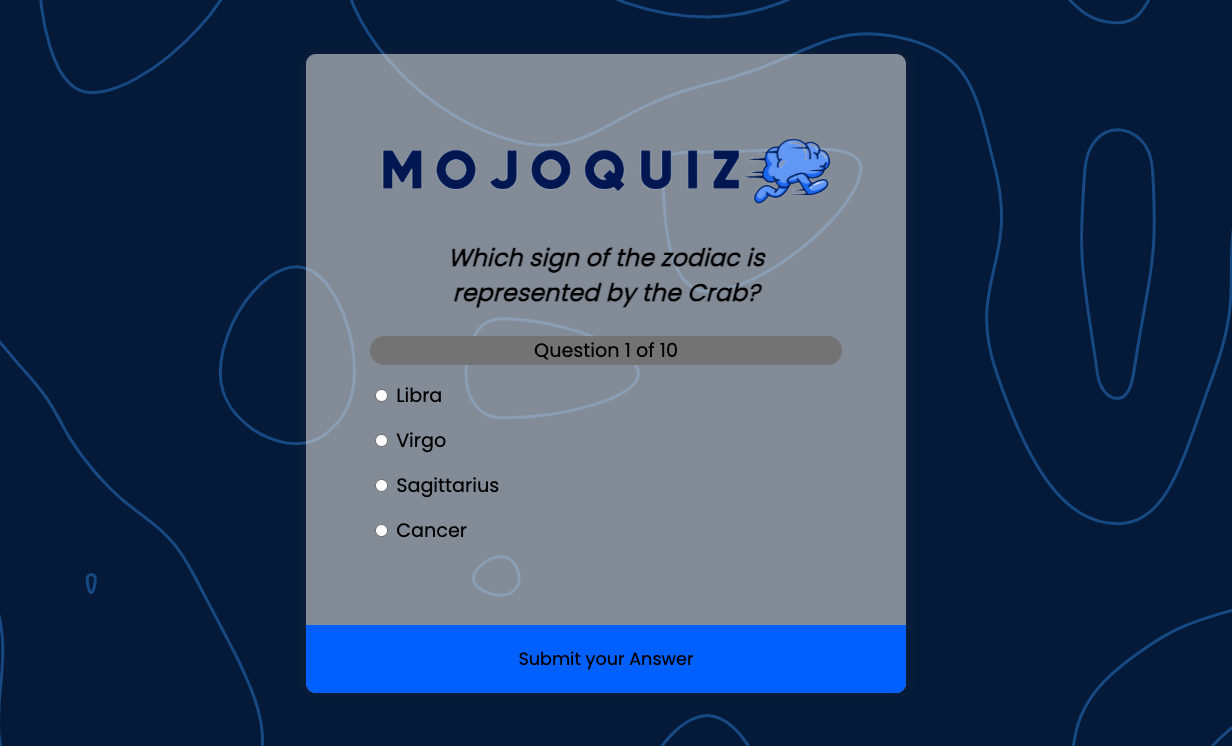 MOJOQUIZ
Which sign of the zodiac is
represented by the Crab?
Question 1 of 10
Libra
Virgo
Sagittarius
Cancer
Submit your Answer